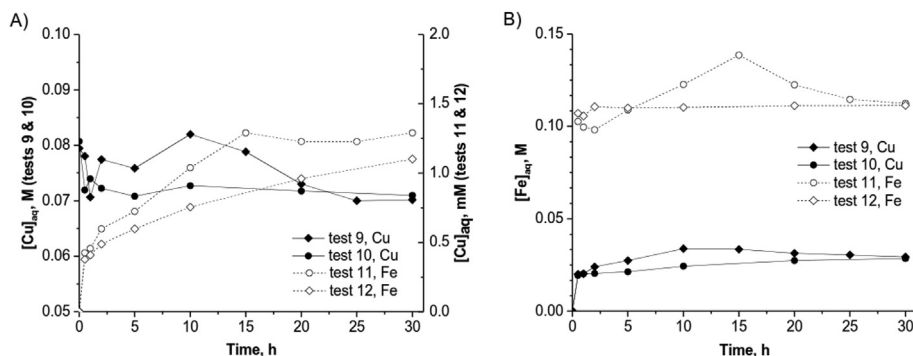 A)
[Cu]aq, M (tests 9 & 10)
0.10
0.09
0.08
0.07
0.06
0.05
2.0
1.5
1.0
0.5
0.0
[Cu]aq, mM (tests 11 & 12)
test 9, Cu
test 10, Cu
test 11, Fe
test 12, Fe
0 5 10 15 20 25 30
Time, h
B)
[Fe]aq, M
0.15
0.10
0.050
0.00
test 9, Cu
test 10, Cu
test 11, Fe
test 12, Fe
0 5 10 15 20 25 30
Time, h